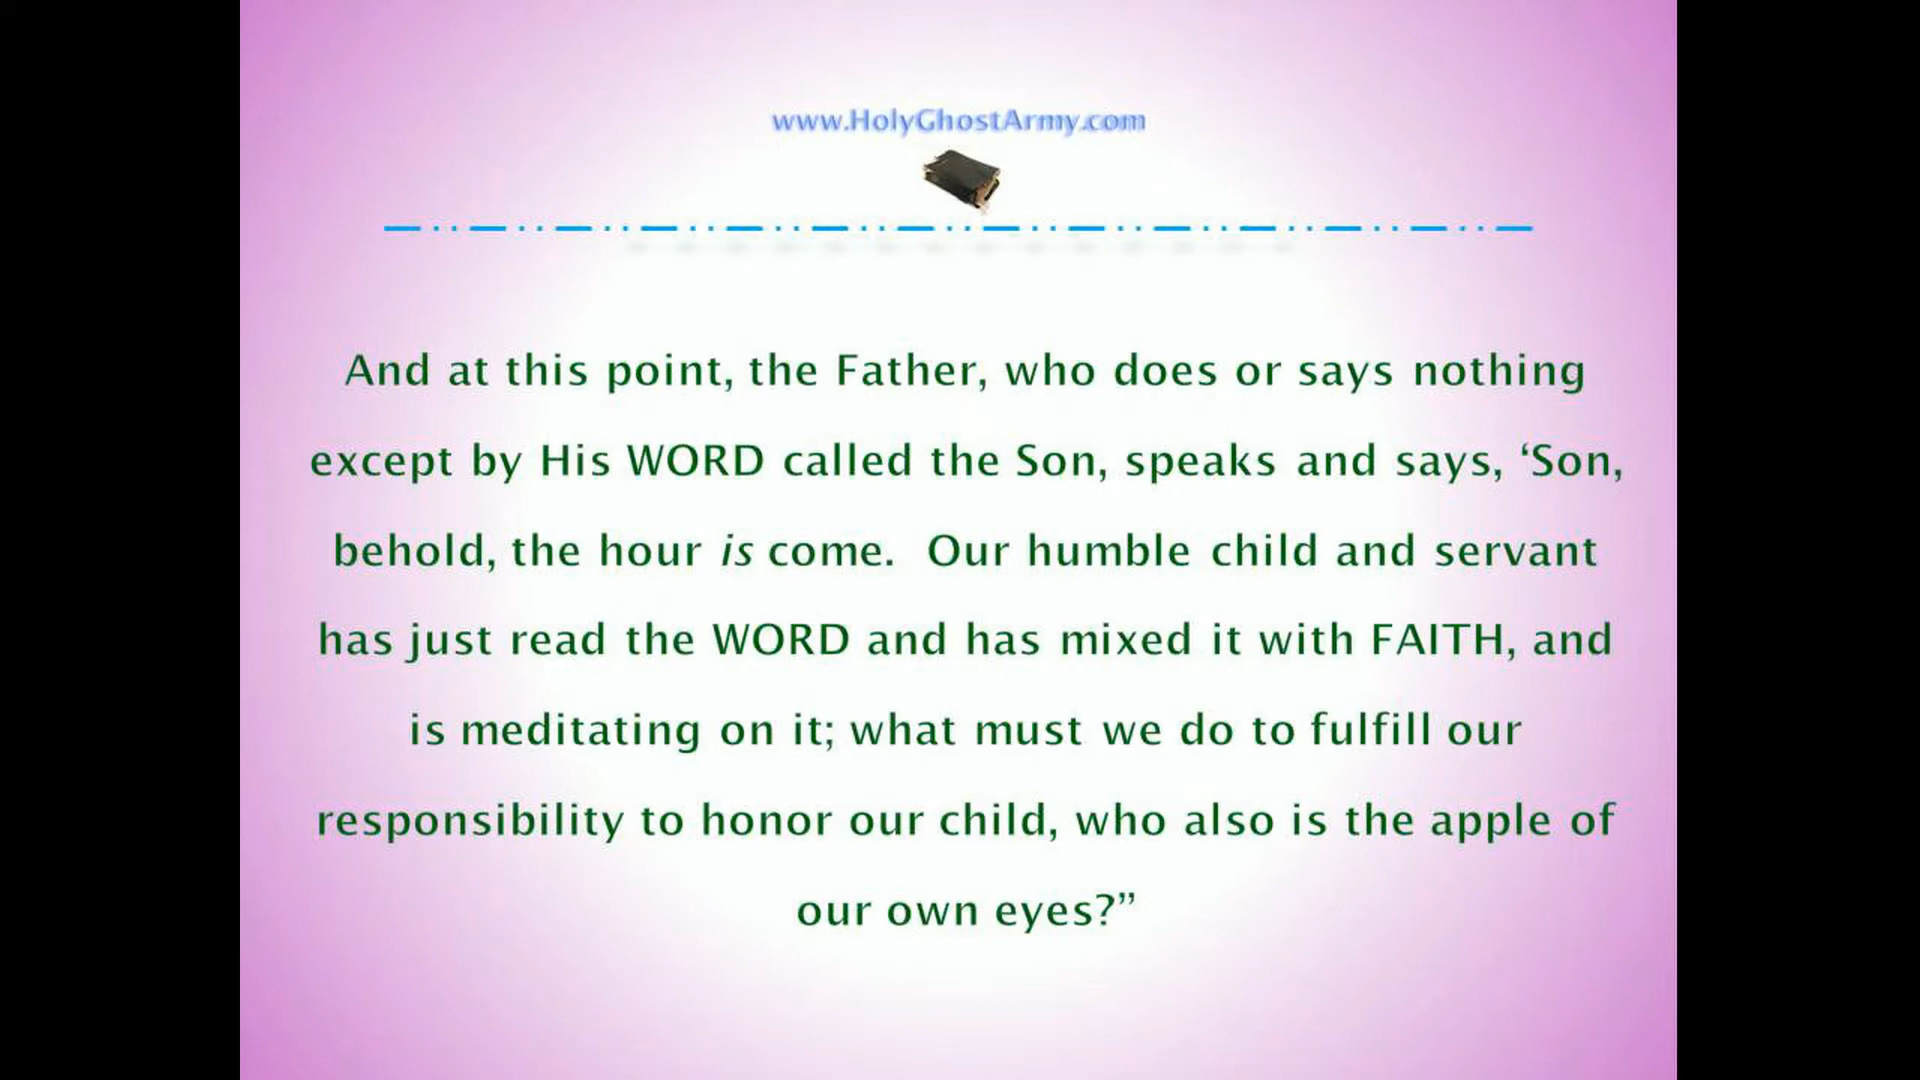 www.HolyGhostArmy.com
And at this point, the Father, who does or says nothing
except by His WORD called the Son, speaks and says, ‘Son,
behold, the hour is come.  Our humble child and servant
has just read the WORD and has mixed it with FAITH, and
is meditating on it; what must we do to fulfill our
responsibility to honor our child, who also is the apple of
our own eyes?”